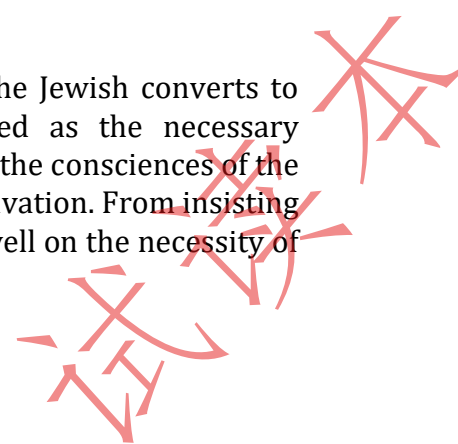 he Jewish converts to
ed as the necessary
the consciences of the
vation. From insisting
vell on the necessity of
试读本